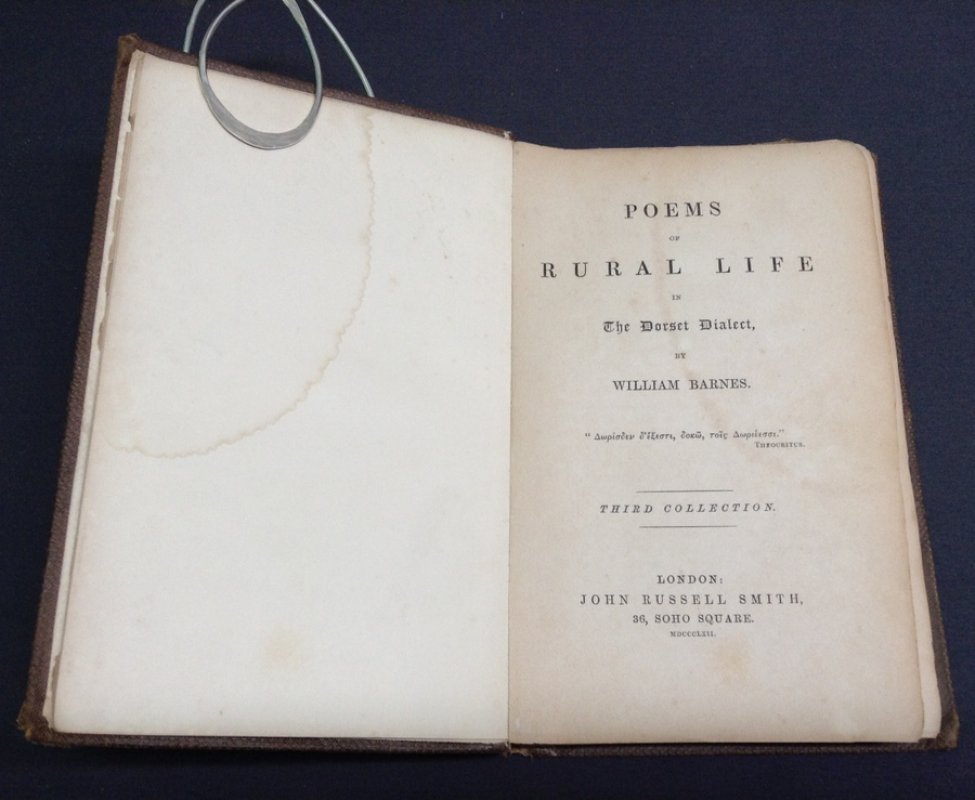 POEMS
OF
RURAL LIFE
IN
The Dorset Dialect,
BY
WILLIAM BARNES.
“ Δωρίσδεν δ’ἔξεστι, δοκῶ, τοῖς Δωριέεσσι.”
THEOCRITUS.
THIRD COLLECTION.
LONDON:
JOHN RUSSELL SMITH,
36, SOHO SQUARE.
MDCCCLXII.